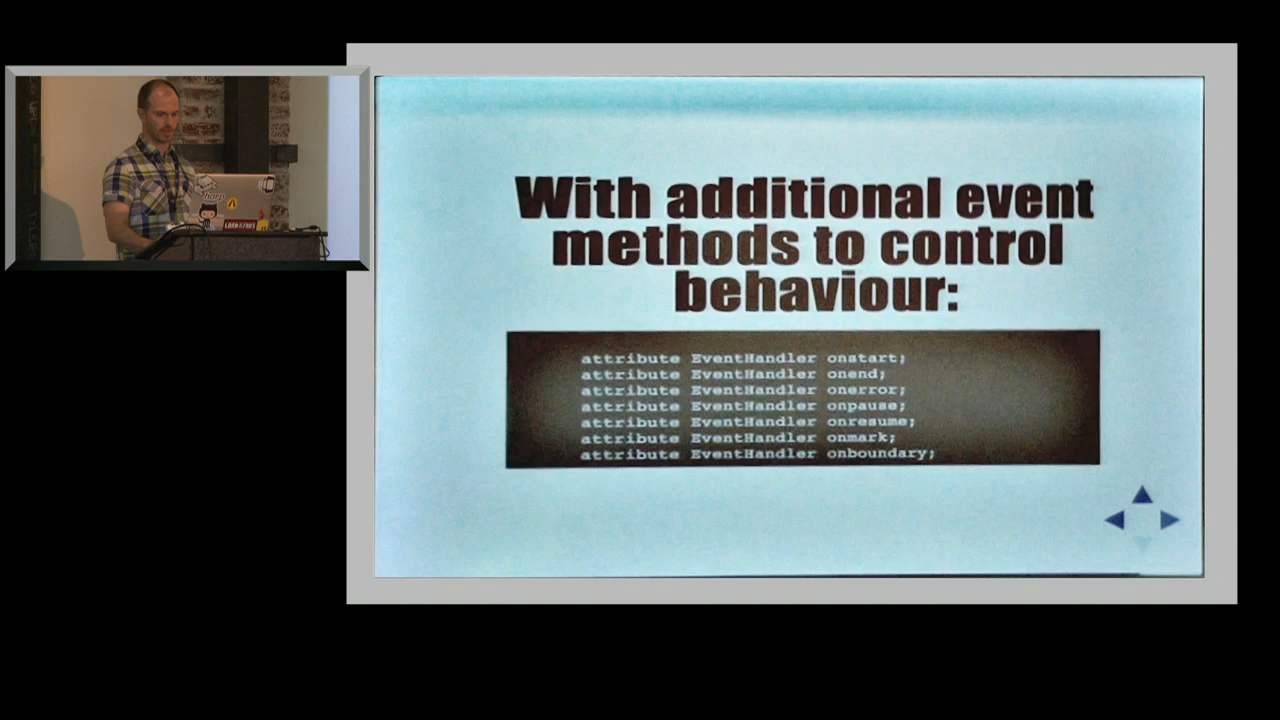 With additional event
methods to control
behaviour:
attribute EventHandler onstart;
attribute EventHandler onend;
attribute EventHandler onerror;
attribute EventHandler onpause;
attribute EventHandler onresume;
attribute EventHandler onmark;
attribute EventHandler onboundary;